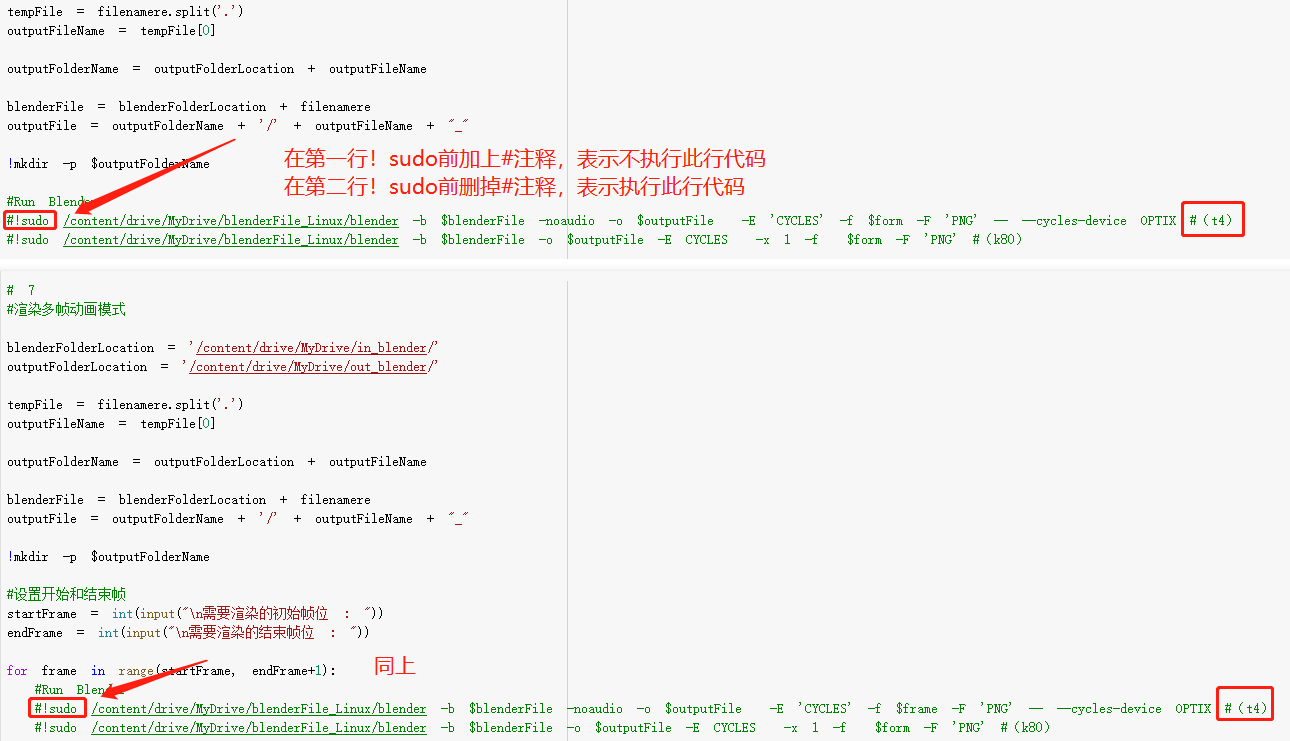 tempFile = filenamere.split('.')
outputFileName = tempFile[0]
outputFolderName = outputFolderLocation + outputFileName
blenderFile = blenderFolderLocation + filenamere
outputFile = outputFolderName + '/' + outputFileName + "_"
!mkdir -p $outputFolderName
在第一行！sudo前加上#注释，表示不执行此行代码
在第二行！sudo前删掉#注释，表示执行此行代码
#Run Blende
#!sudo /content/drive/MyDrive/blenderFile_Linux/blender -b $blenderFile -noaudio -o $outputFile -E 'CYCLES' -f $form -F 'PNG' -- --cycles-device OPTIX #（t4）
#!sudo /content/drive/MyDrive/blenderFile_Linux/blender -b $blenderFile -o $outputFile -E CYCLES -x 1 -f $form -F 'PNG' #（k80）
# 7
#渲染多帧动画模式
blenderFolderLocation = '/content/drive/MyDrive/in_blender/'
outputFolderLocation = '/content/drive/MyDrive/out_blender/'
tempFile = filenamere.split('.')
outputFileName = tempFile[0]
outputFolderName = outputFolderLocation + outputFileName
blenderFile = blenderFolderLocation + filenamere
outputFile = outputFolderName + '/' + outputFileName + "_"
!mkdir -p $outputFolderName
#设置开始和结束帧
startFrame = int(input("\n需要渲染的初始帧位 : "))
endFrame = int(input("\n需要渲染的结束帧位 : "))
for frame in range(startFrame, endFrame+1): 同上
#Run Blen
#!sudo /content/drive/MyDrive/blenderFile_Linux/blender -b $blenderFile -noaudio -o $outputFile -E 'CYCLES' -f $frame -F 'PNG' -- --cycles-device OPTIX #（t4）
#!sudo /content/drive/MyDrive/blenderFile_Linux/blender -b $blenderFile -o $outputFile -E CYCLES -x 1 -f $form -F 'PNG' #（k80）